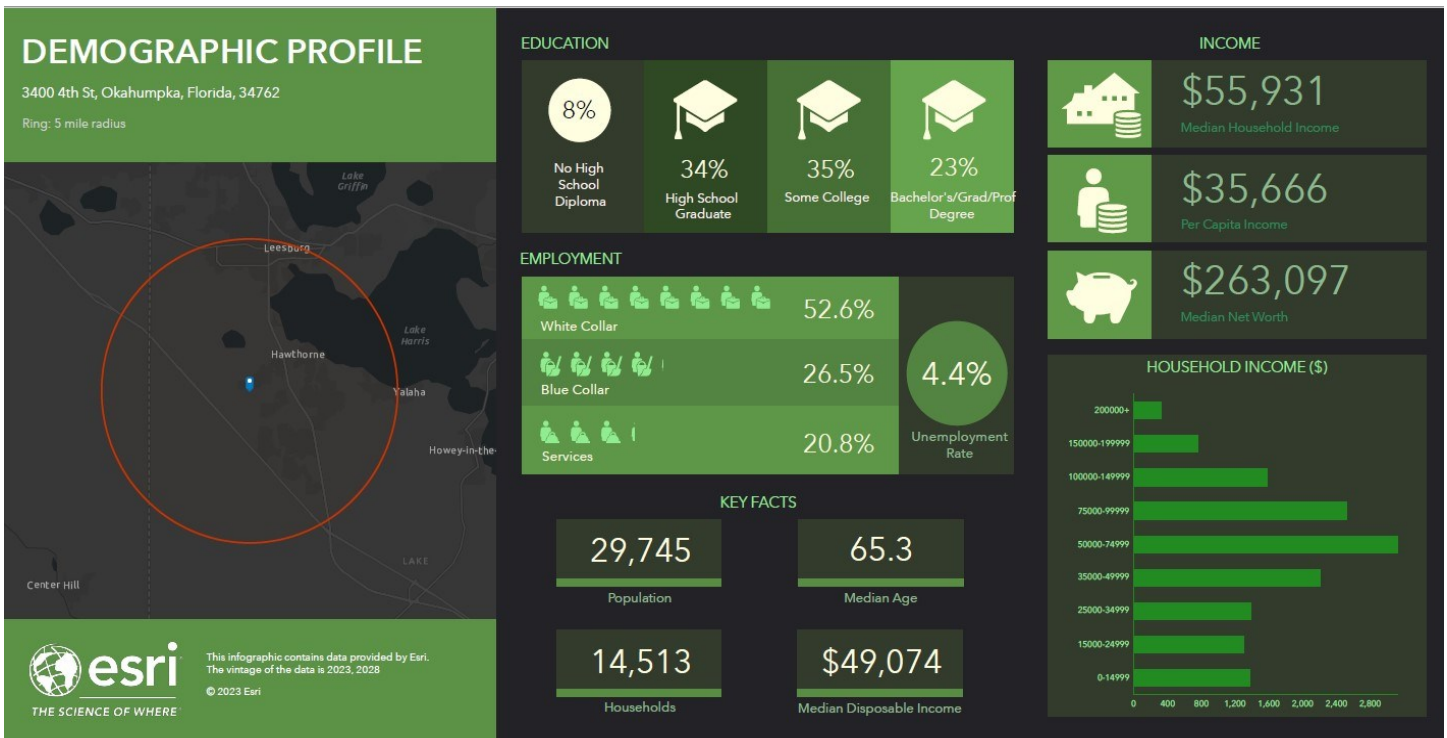 DEMOGRAPHIC PROFILE
3400 4th St, Okahumpka, Florida, 34762
Ring: 5 mile radius
Lake
Griffin
Leesburg
Lake
Harris
Hawthorne
Yalaha
Howey-in-the-
LAKE
Center Hill
esri
THE SCIENCE OF WHERE
This infographic contains data provided by Esri.
The vintage of the data is 2023, 2028
© 2023 Esri
EDUCATION
8%
No High
School
Diploma
34%
High School
Graduate
35%
Some College
23%
Bachelor's/Grad/Prof
Degree
EMPLOYMENT
White Collar
52.6%
Blue Collar
26.5%
Services
20.8%
4.4%
Unemployment
Rate
KEY FACTS
29,745
Population
65.3
Median Age
14,513
Households
$49,074
Median Disposable Income
INCOME
$55,931
Median Household Income
$35,666
Per Capita Income
$263,097
Median Net Worth
HOUSEHOLD INCOME ($)
200000+
150000-199999
100000-149999
75000-99999
50000-74999
35000-49999
25000-34999
15000-24999
0-14999
0 400 800 1,200 1,600 2,000 2,400 2,800